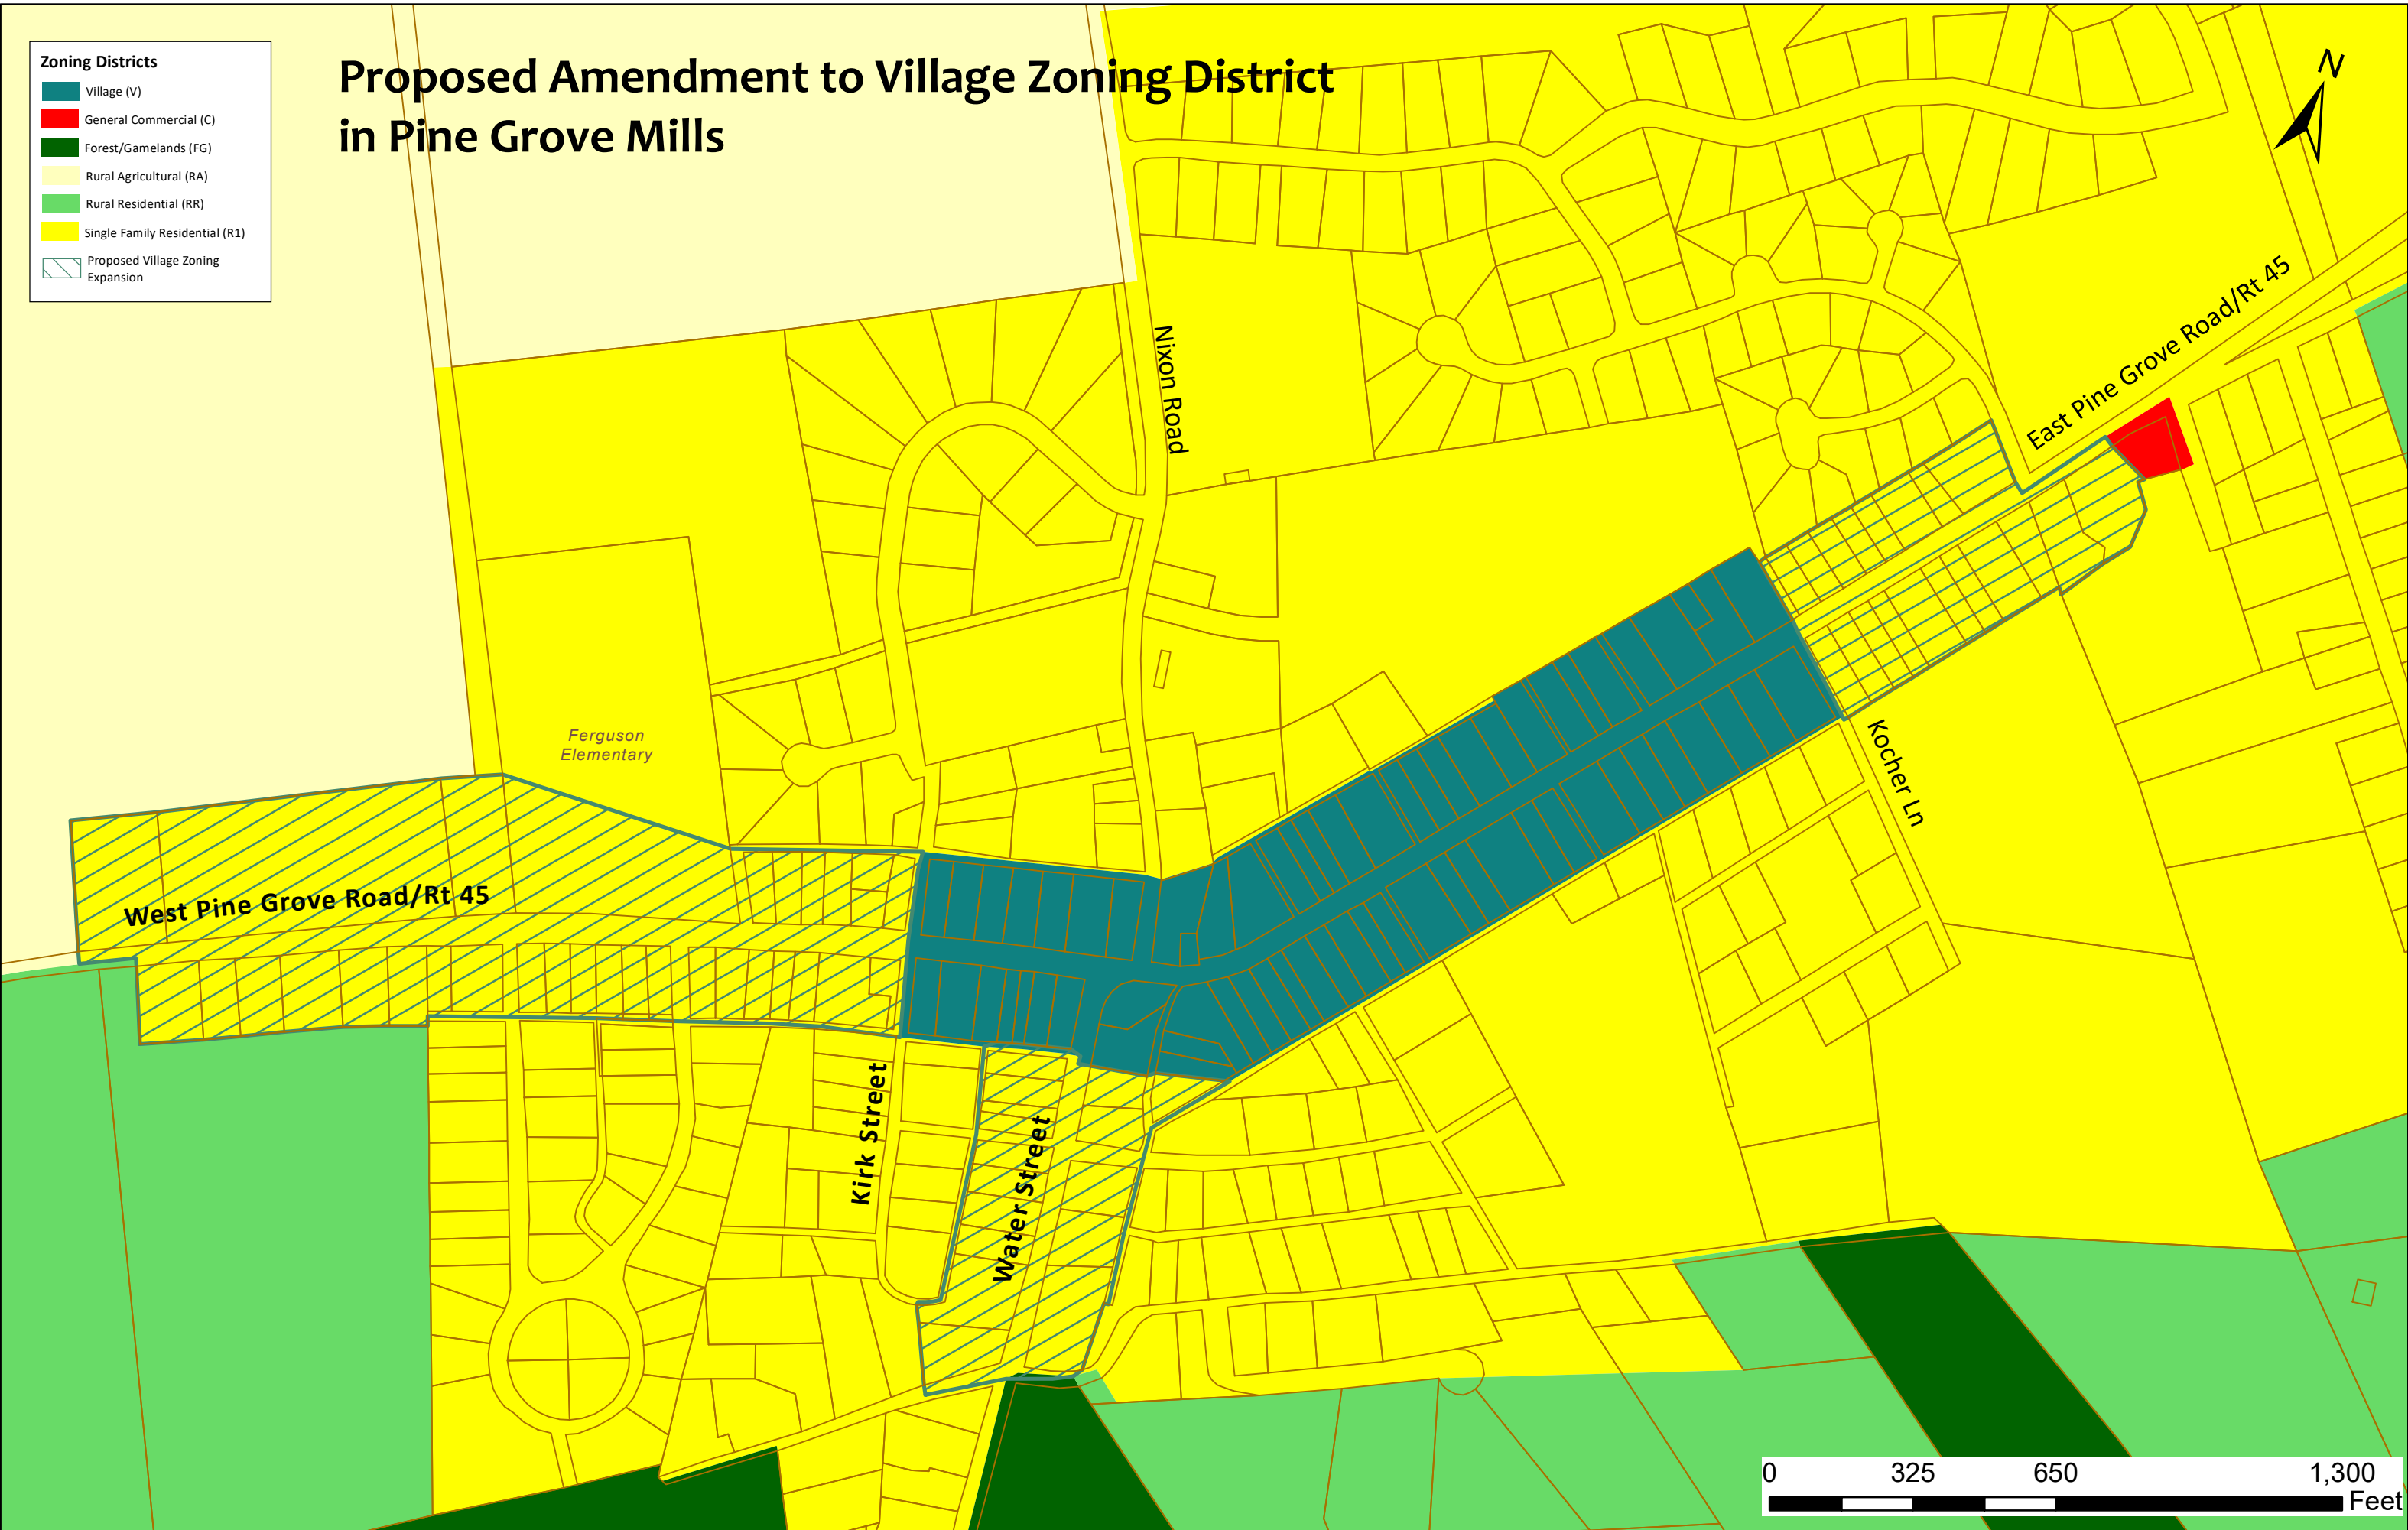 Proposed Amendment to Village Zoning District
in Pine Grove Mills
Zoning Districts
Village (V)
General Commercial (C)
Forest/Gamelands (FG)
Rural Agricultural (RA)
Rural Residential (RR)
Single Family Residential (R1)
Proposed Village Zoning
Expansion
N
East Pine Grove Road/Rt 45
Nixon Road
Ferguson
Elementary
Kocher Ln
West Pine Grove Road/Rt 45
Kirk Street
Water Street
0 325 650 1,300
Feet